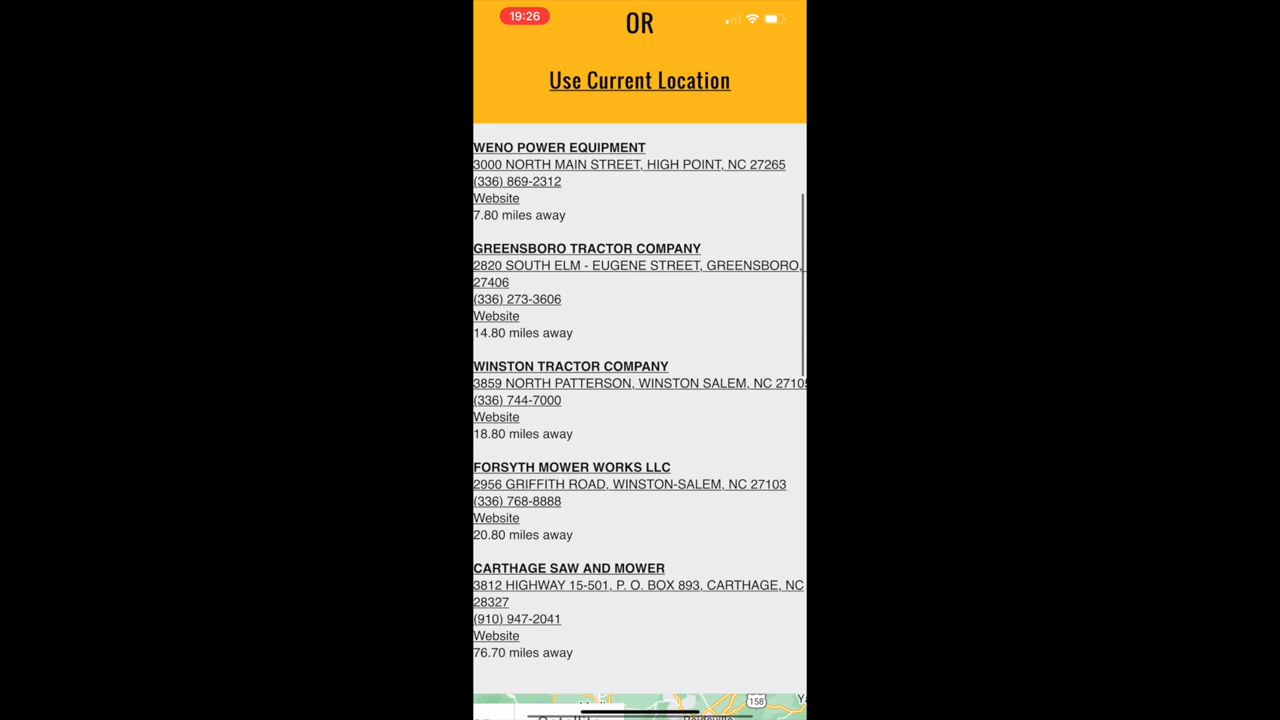 19:26
OR
Use Current Location
WENO POWER EQUIPMENT
3000 NORTH MAIN STREET, HIGH POINT, NC 27265
(336) 869-2312
Website
7.80 miles away
GREENSBORO TRACTOR COMPANY
2820 SOUTH ELM - EUGENE STREET, GREENSBORO,
27406
(336) 273-3606
Website
14.80 miles away
WINSTON TRACTOR COMPANY
3859 NORTH PATTERSON, WINSTON SALEM, NC 27105
(336) 744-7000
Website
18.80 miles away
FORSYTH MOWER WORKS LLC
2956 GRIFFITH ROAD, WINSTON-SALEM, NC 27103
(336) 768-8888
Website
20.80 miles away
CARTHAGE SAW AND MOWER
3812 HIGHWAY 15-501, P. O. BOX 893, CARTHAGE, NC
28327
(910) 947-2041
Website
76.70 miles away
158